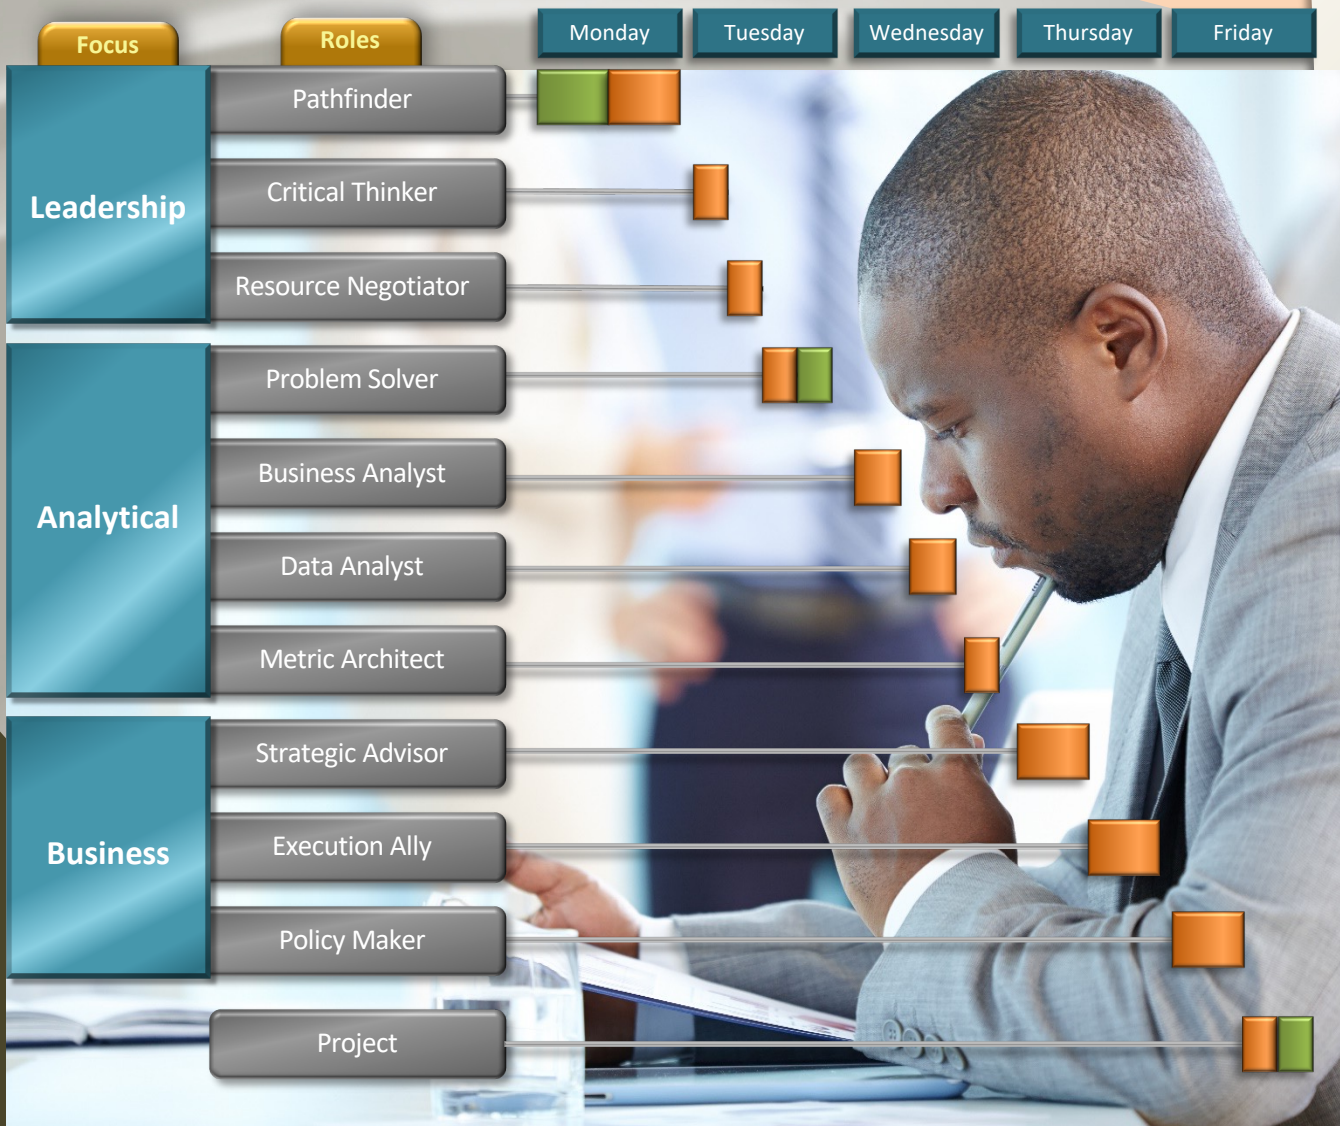 Focus
Roles
Monday
Tuesday
Wednesday
Thursday
Friday
Leadership
Pathfinder
Critical Thinker
Resource Negotiator
Analytical
Problem Solver
Business Analyst
Data Analyst
Metric Architect
Business
Strategic Advisor
Execution Ally
Policy Maker
Project